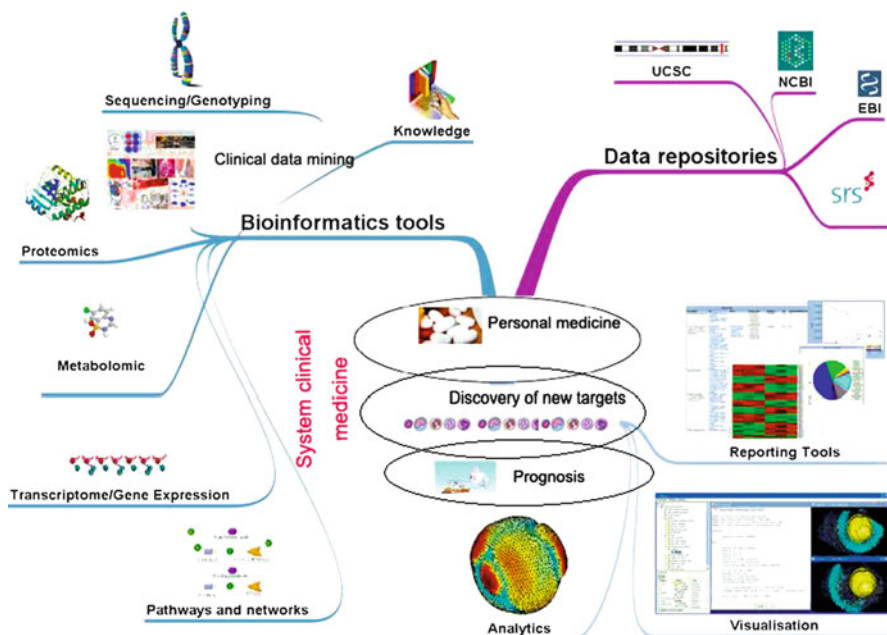 Sequencing/Genotyping
Knowledge
Clinical data mining
Proteomics
Bioinformatics tools
Metabolomic
Transcriptome/Gene Expression
Pathways and networks
UCSC
NCBI
EBI
Data repositories
srs
System clinical
medicine
Personal medicine
Discovery of new targets
Prognosis
Reporting Tools
Analytics
Visualisation